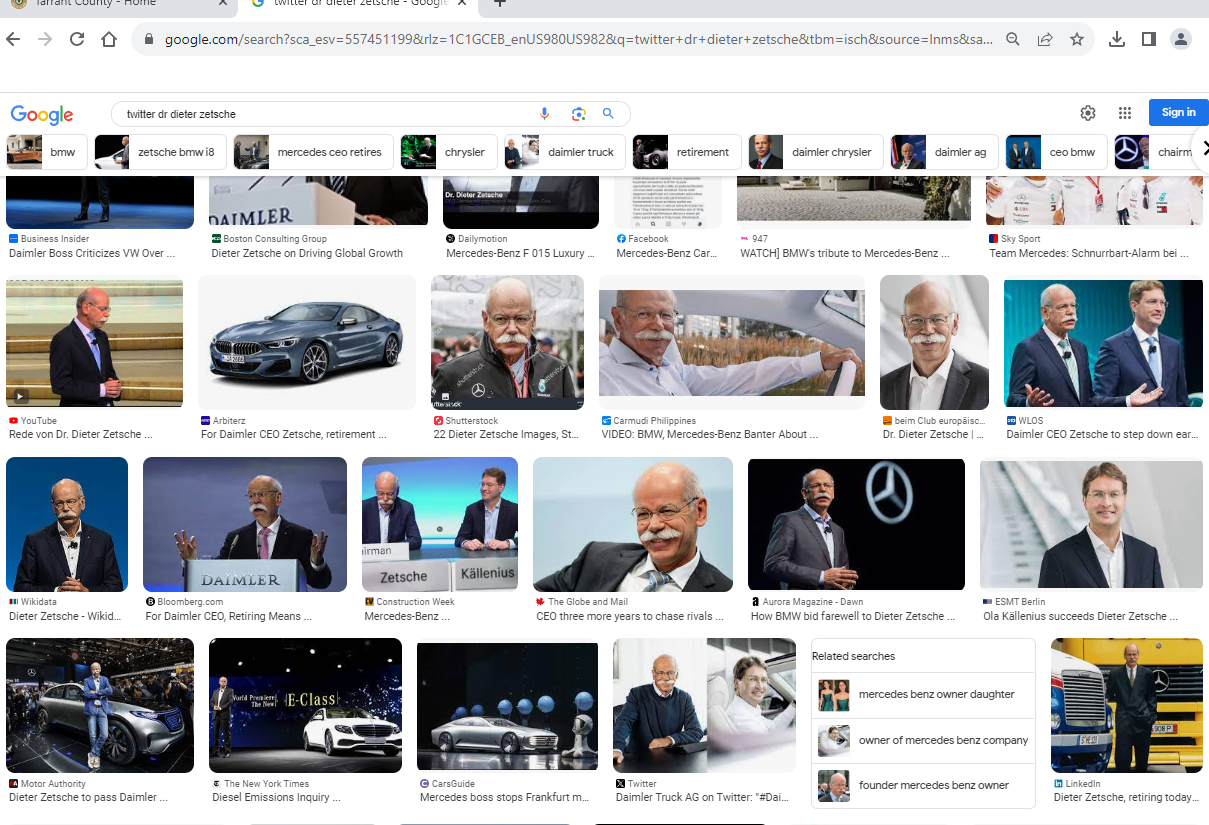 Tarrant County - Home
twitter dr dieter zetsche - Google
google.com/search?sca_esv=557451199&rlz=1C1GCEB_enUS980US982&q=twitter+dr+dieter+zetsche&tbm=isch&source=lnms&sa...
Google
twitter dr dieter zetsche
Sign in
bmw
zetsche bmw i8
mercedes ceo retires
chrysler
daimler truck
retirement
daimler chrysler
daimler ag
ceo bmw
chairm
DAIMLER
Dr. Dieter Zetsche
Business Insider
Boston Consulting Group
Dailymotion
Facebook
947
Sky Sport
Daimler Boss Criticizes VW Over ...
Dieter Zetsche on Driving Global Growth
Mercedes-Benz F 015 Luxury ...
Mercedes-Benz Car...
WATCH] BMW's tribute to Mercedes-Benz ...
Team Mercedes: Schnurrbart-Alarm bei ...
shutterstock
YouTube
Arbiterz
Shutterstock
Carmudi Philippines
beim Club europäisc...
WLOS
Rede von Dr. Dieter Zetsche ...
For Daimler CEO Zetsche, retirement ...
22 Dieter Zetsche Images, St...
VIDEO: BMW, Mercedes-Benz Banter About ...
Dr. Dieter Zetsche | ...
Daimler CEO Zetsche to step down ear...
DAIMLER
airman
Zetsche
Källenius
Wikidata
Bloomberg.com
Construction Week
The Globe and Mail
Aurora Magazine - Dawn
ESMT Berlin
Dieter Zetsche - Wikid...
For Daimler CEO, Retiring Means ...
Mercedes-Benz ...
CEO three more years to chase rivals ...
How BMW bid farewell to Dieter Zetsche ...
Ola Källenius succeeds Dieter Zetsche ...
World Premiere
The New
E-Class
Related searches
mercedes benz owner daughter
owner of mercedes benz company
founder mercedes benz owner
Motor Authority
The New York Times
CarsGuide
Twitter
LinkedIn
Dieter Zetsche to pass Daimler ...
Diesel Emissions Inquiry ...
Mercedes boss stops Frankfurt m...
Daimler Truck AG on Twitter: "#Dai...
Dieter Zetsche, retiring today...